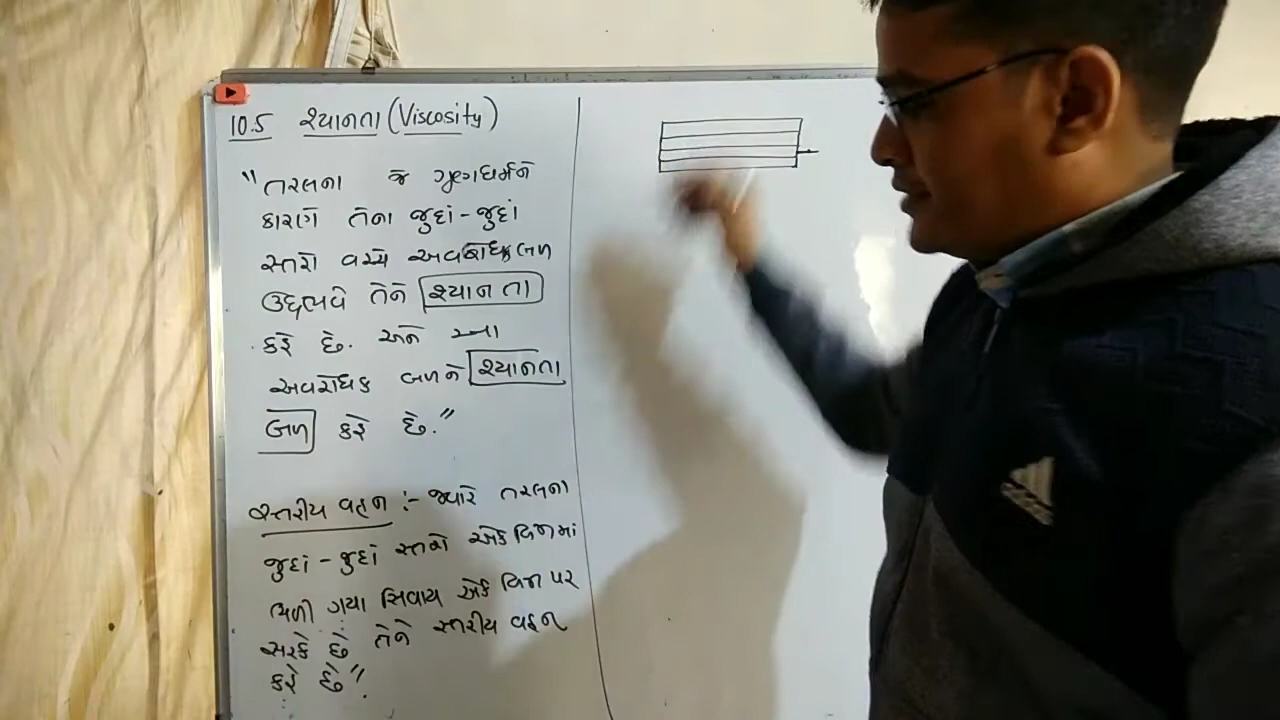 10.5 શ્યાનતા (Viscosity)
"તરલના જે ગુણધર્મને
કારણે તેના જુદાં - જુદાં
સ્તરો વચ્ચે અવરોધક બળ
ઉદ્દભવે તેને શ્યાનતા
કહે છે. અને આ
અવરોધક બળને શ્યાનતા
બળ કહે છે."
સ્તરીય વહન :- જ્યારે તરલના
જુદાં - જુદાં સ્તરો એકબિજામાં
ભળી ગયા સિવાય એકબિજા પર
સરકે છે તેને સ્તરીય વહન
કહે છે".